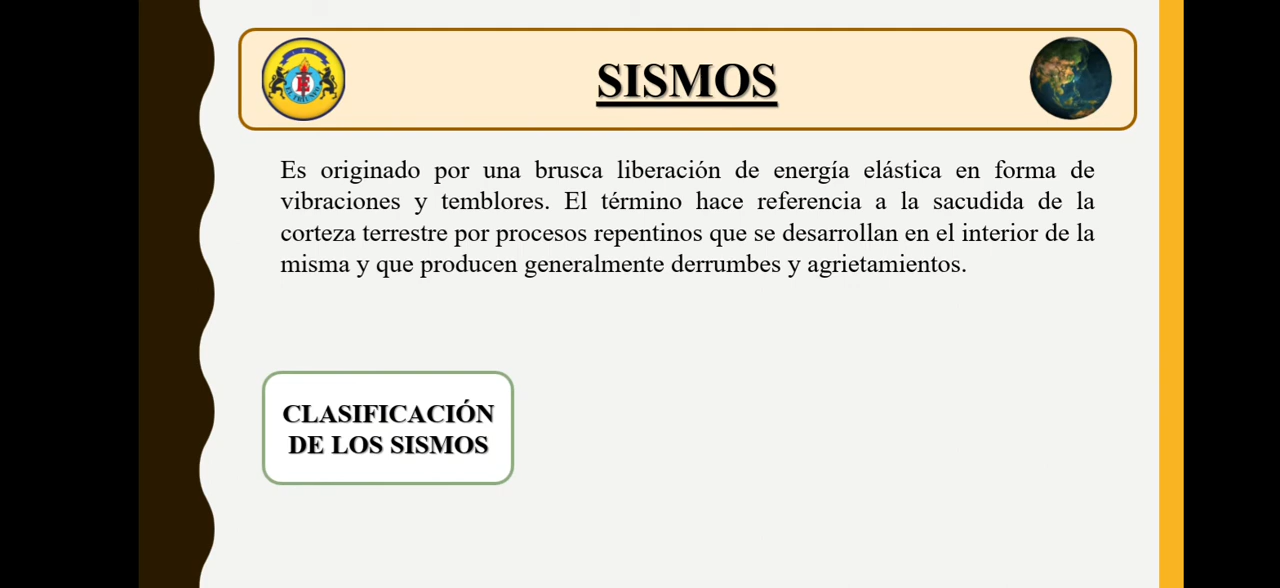 SISMOS
Es originado por una brusca liberación de energía elástica en forma de
vibraciones y temblores. El término hace referencia a la sacudida de la
corteza terrestre por procesos repentinos que se desarrollan en el interior de la
misma y que producen generalmente derrumbes y agrietamientos.
CLASIFICACIÓN
DE LOS SISMOS